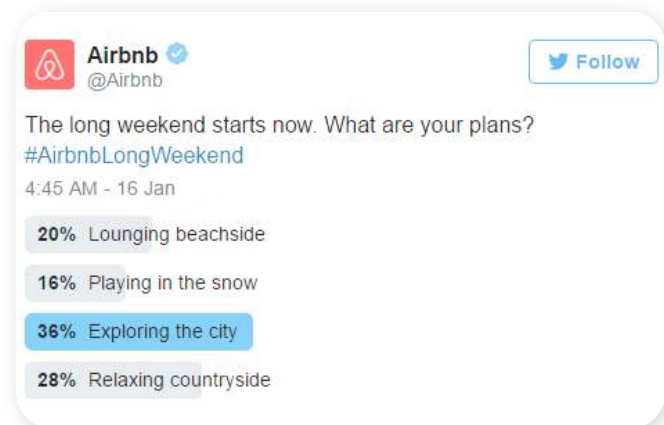 Airbnb
@Airbnb
Follow
The long weekend starts now. What are your plans?
#AirbnbLongWeekend
4:45 AM - 16 Jan
20% Lounging beachside
16% Playing in the snow
36% Exploring the city
28% Relaxing countryside